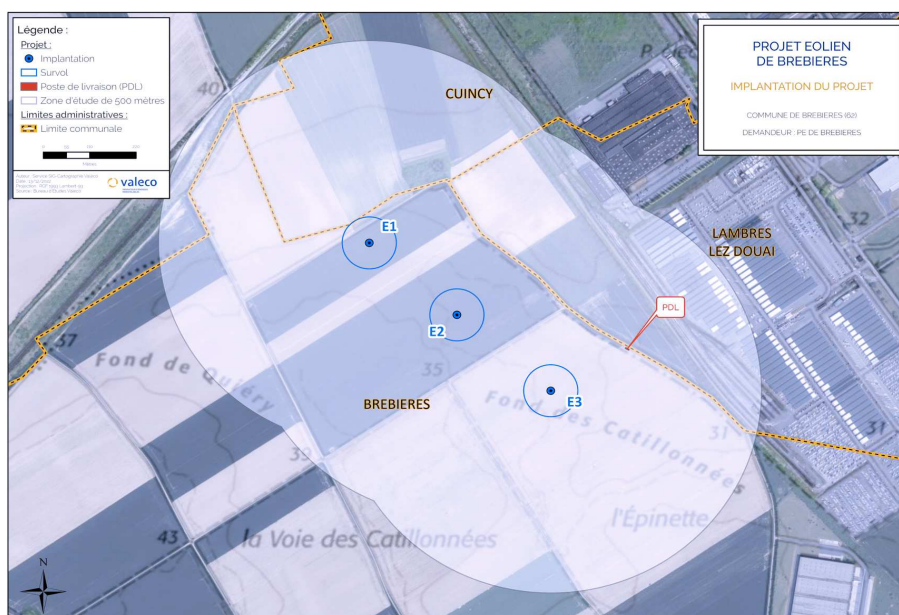 Légende :
Projet :
Implantation
Survol
Poste de livraison (PDL)
Zone d'étude de 500 mètres
Limites administratives :
Limite communale
Mètres
valeco
PROJET EOLIEN
DE BREBIERES
IMPLANTATION DU PROJET
COMMUNE DE BREBIERES (62)
DEMANDEUR : PE DE BREBIERES
CUINCY
40
E1
LAMBRES
LEZ DOUAI
32
PDL
E2
37
Fond de Quiéry
35
BREBIERES
E3
Fond des Catillonnées
31
31
39
l'Épinette
43
la Voie des Catillonnées
N